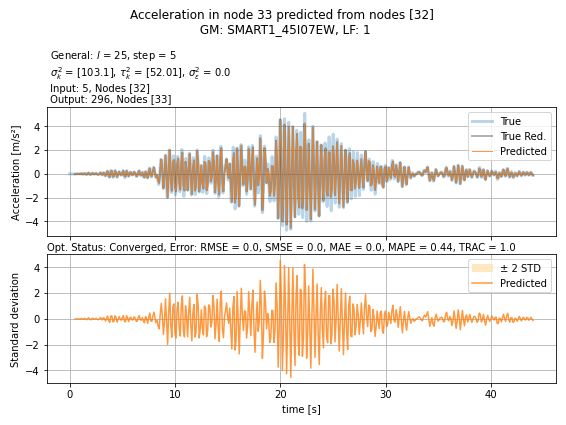 Acceleration in node 33 predicted from nodes [32]
GM: SMART1_45I07EW, LF: 1
General: l = 25, step = 5
σ²ₖ = [103.1], τ²ₖ = [52.01], σ²ε = 0.0
Input: 5, Nodes [32]
Output: 296, Nodes [33]
Acceleration [m/s²]
4
2
0
−2
−4
True
True Red.
Predicted
Opt. Status: Converged, Error: RMSE = 0.0, SMSE = 0.0, MAE = 0.0, MAPE = 0.44, TRAC = 1.0
Standard deviation
4
2
0
−2
−4
± 2 STD
Predicted
0 10 20 30 40
time [s]